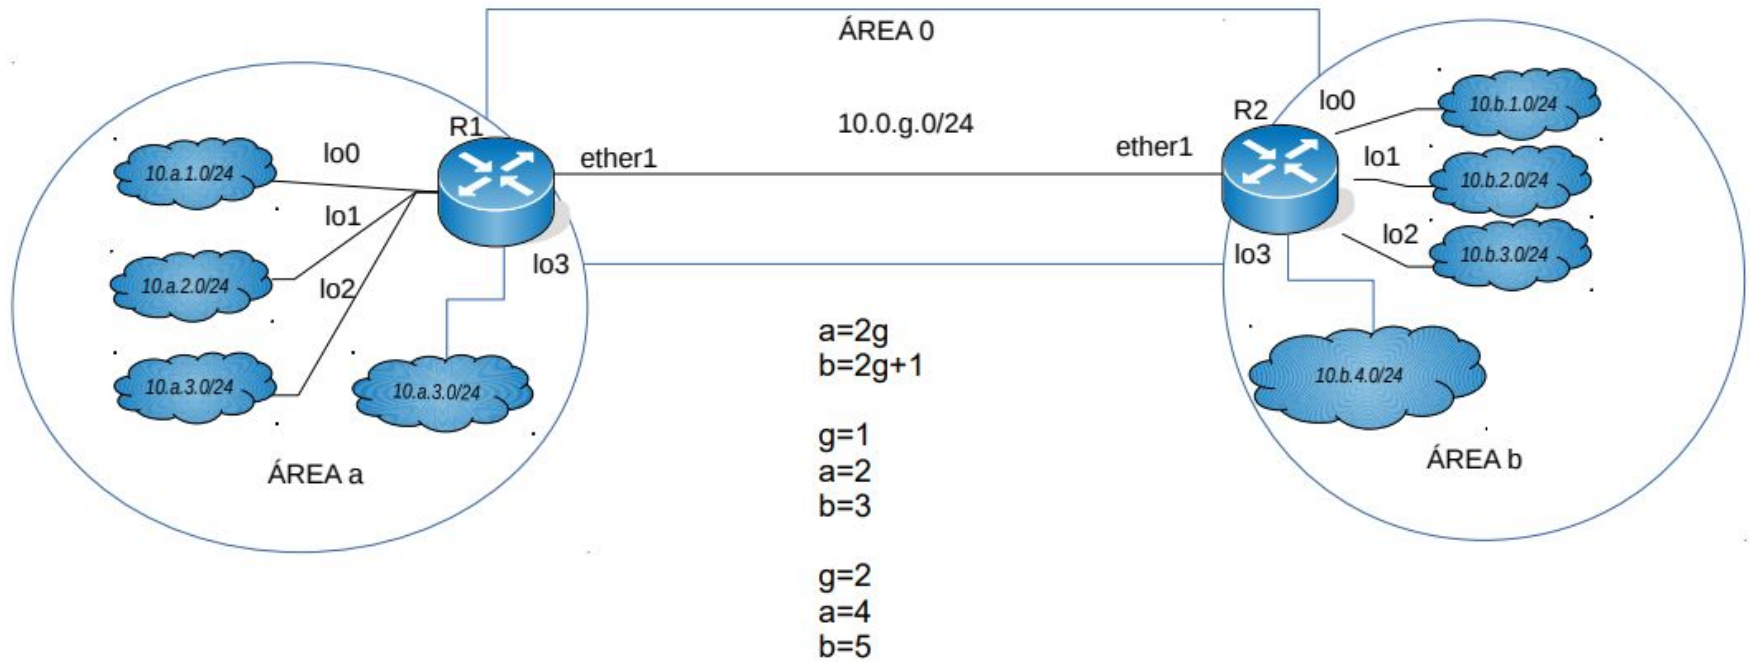 ÁREA 0
10.0.g.0/24
R1
R2
ether1
ether1
lo0
lo1
lo2
lo3
10.a.1.0/24
10.a.2.0/24
10.a.3.0/24
10.a.3.0/24
ÁREA a
lo0
lo1
lo2
lo3
10.b.1.0/24
10.b.2.0/24
10.b.3.0/24
10.b.4.0/24
ÁREA b
a=2g
b=2g+1
g=1
a=2
b=3
g=2
a=4
b=5